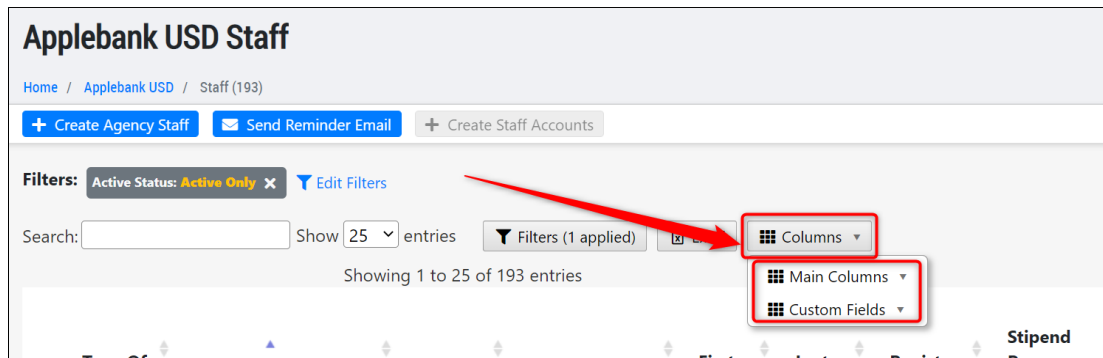 Applebank USD Staff
Home / Applebank USD / Staff (193)
+ Create Agency Staff Send Reminder Email + Create Staff Accounts
Filters: Active Status: Active Only × Edit Filters
Search: Show 25 entries Filters (1 applied) Columns
Showing 1 to 25 of 193 entries
Main Columns
Custom Fields
Stipend